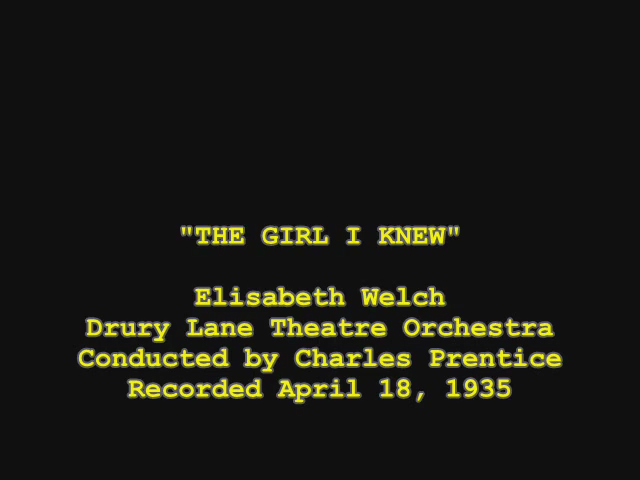 "THE GIRL I KNEW"
Elisabeth Welch
Drury Lane Theatre Orchestra
Conducted by Charles Prentice
Recorded April 18, 1935